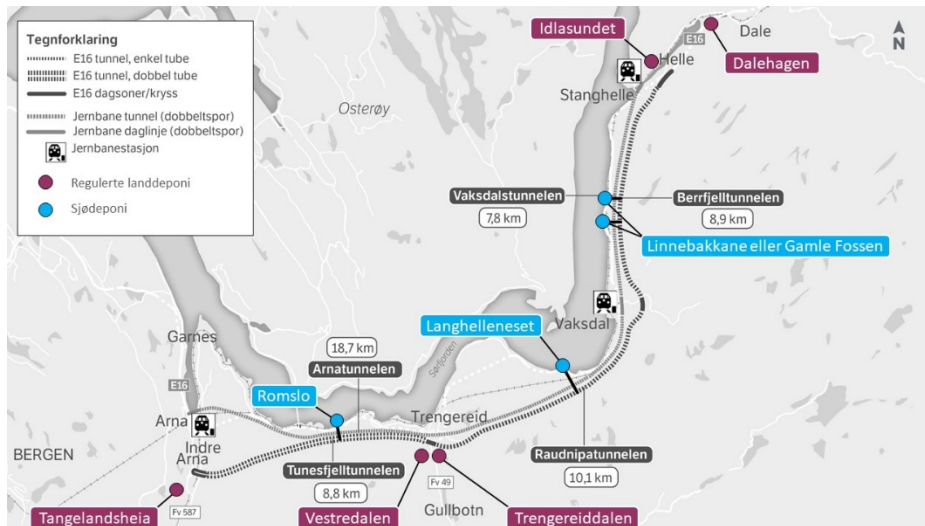 Tegnforklaring
E16 tunnel, enkel tube
E16 tunnel, dobbel tube
E16 dagsoner/kryss
Jernbane tunnel (dobbeltspor)
Jernbane daglinje (dobbeltspor)
Jernbanestasjon
Regulerte landdeponi
Sjødeponi
Idlasundet
E16
Dale
Helle
Dalehagen
N
Stanghelle
Osterøy
Vaksdalstunnelen
7,8 km
Berrfjelltunnelen
8,9 km
Linnebakkane eller Gamle Fossen
Langhelleneset
Vaksdal
Garnes
18,7 km
Arnatunnelen
Sørfjorden
E16
Romslo
Trengereid
Arna
Indre
Arna
BERGEN
Tunesfjelltunnelen
8,8 km
Raudnipatunnelen
10,1 km
Fv 49
Gullbotn
Fv 587
Tangelandsheia
Vestredalen
Trengereiddalen